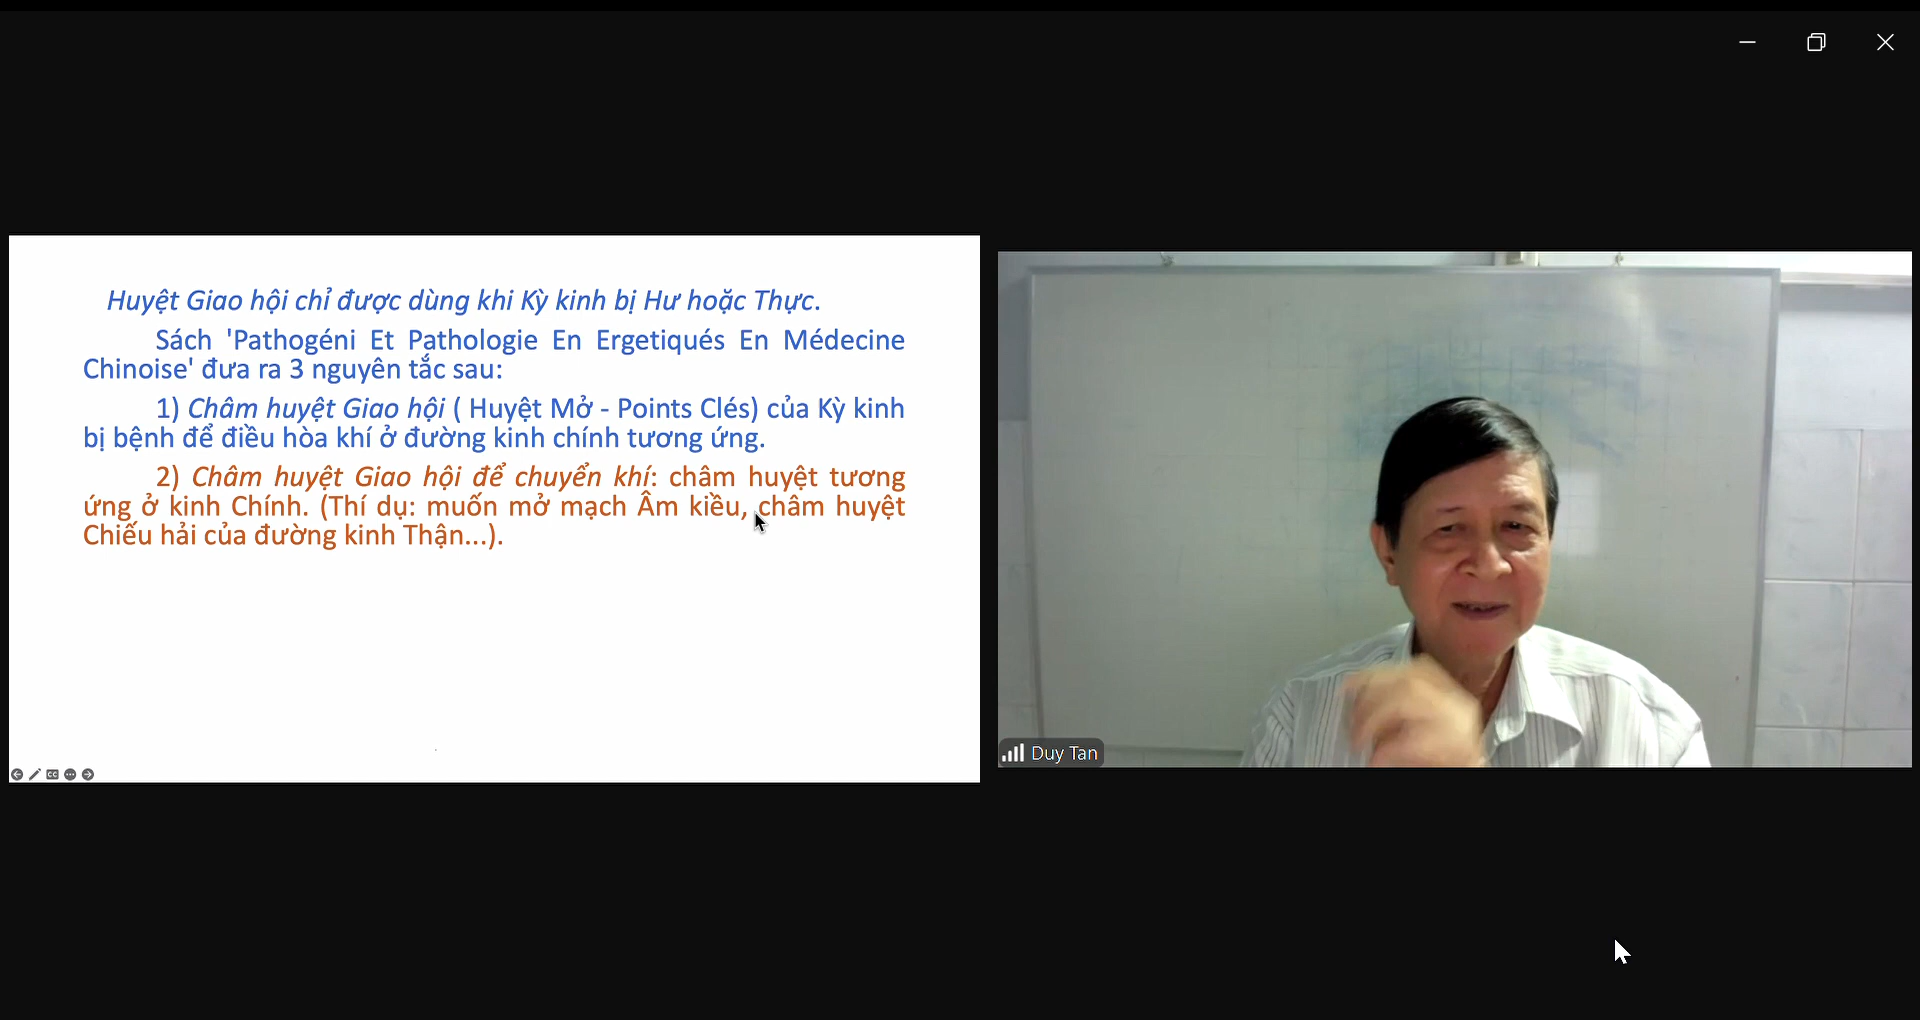 Huyệt Giao hội chỉ được dùng khi Kỳ kinh bị Hư hoặc Thực.
Sách 'Pathogéni Et Pathologie En Ergetiqués En Médecine
Chinoise' đưa ra 3 nguyên tắc sau:
1) Châm huyệt Giao hội ( Huyệt Mở - Points Clés) của Kỳ kinh
bị bệnh để điều hòa khí ở đường kinh chính tương ứng.
2) Châm huyệt Giao hội để chuyển khí: châm huyệt tương
ứng ở kinh Chính. (Thí dụ: muốn mở mạch Âm kiều, châm huyệt
Chiếu hải của đường kinh Thận...).
Duy Tan